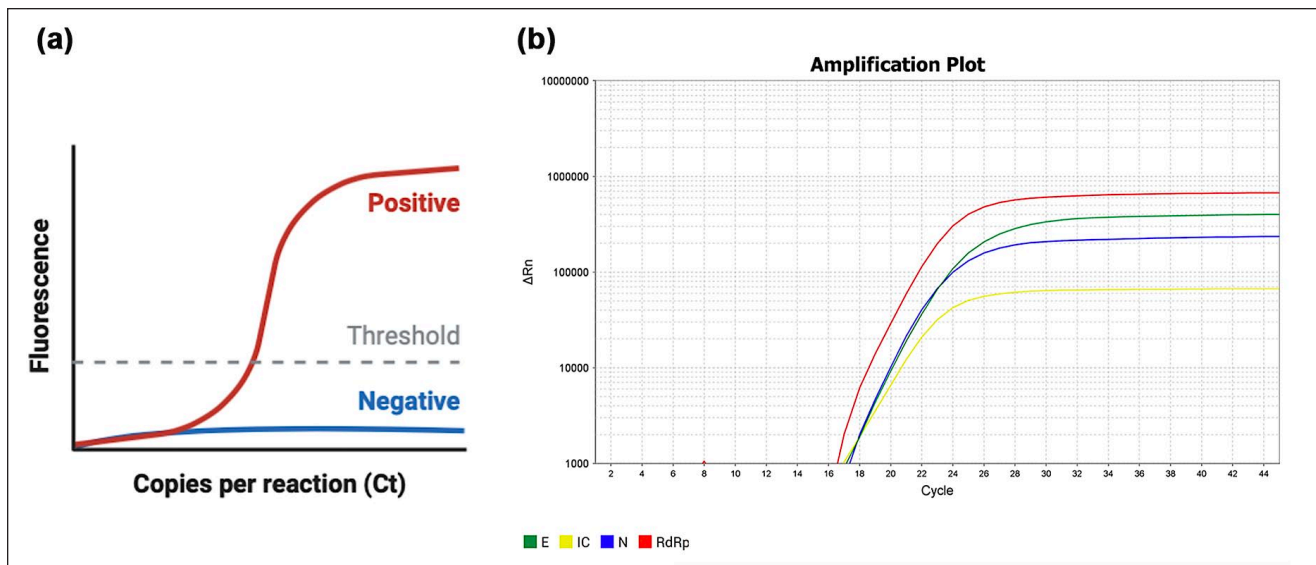 (a)
Fluorescence
Positive
Threshold
Negative
Copies per reaction (Ct)
(b)
Amplification Plot
ΔRn
10000000
1000000
100000
10000
1000
2 4 6 8 10 12 14 16 18 20 22 24 26 28 30 32 34 36 38 40 42 44
Cycle
E IC N RdRp